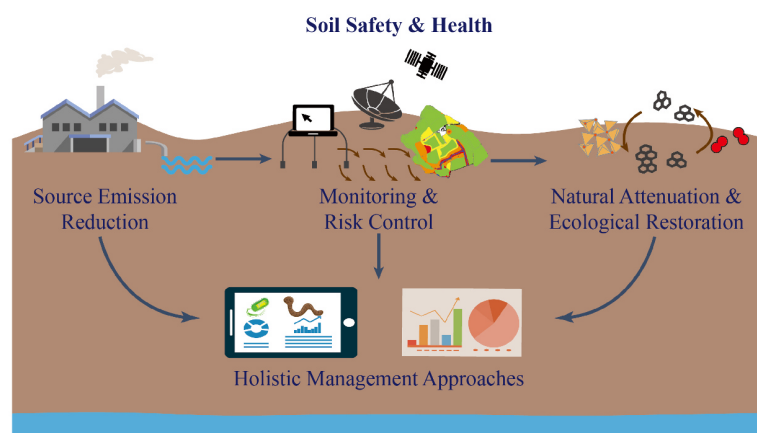 Soil Safety & Health
Source Emission
Reduction
Monitoring &
Risk Control
Natural Attenuation &
Ecological Restoration
Holistic Management Approaches